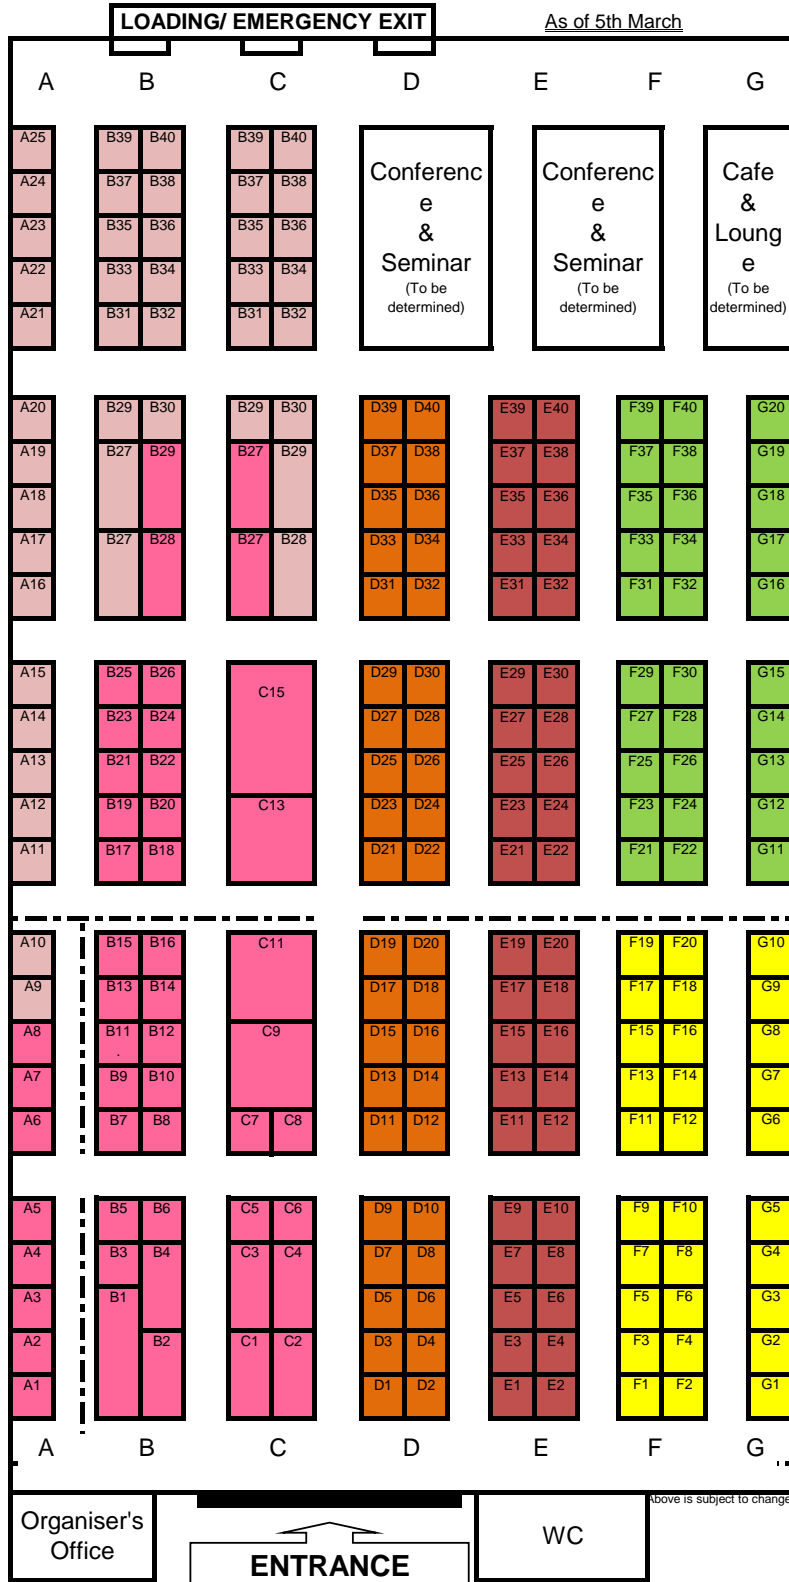 LOADING/ EMERGENCY EXIT As of 5th March
A B C D E F G
A25 B39 B40 B39 B40
A24 B37 B38 B37 B38
A23 B35 B36 B35 B36
A22 B33 B34 B33 B34
A21 B31 B32 B31 B32
Conferenc
e
&
Seminar
(To be
determined)
Conferenc
e
&
Seminar
(To be
determined)
Cafe
&
Loung
e
(To be
determined)
A20 B29 B30 B29 B30 D39 D40 E39 E40 F39 F40 G20
A19 B27 B29 B27 B29 D37 D38 E37 E38 F37 F38 G19
A18 D35 D36 E35 E36 F35 F36 G18
A17 B27 B28 B27 B28 D33 D34 E33 E34 F33 F34 G17
A16 D31 D32 E31 E32 F31 F32 G16
A15 B25 B26 C15 D29 D30 E29 E30 F29 F30 G15
A14 B23 B24 D27 D28 E27 E28 F27 F28 G14
A13 B21 B22 D25 D26 E25 E26 F25 F26 G13
A12 B19 B20 C13 D23 D24 E23 E24 F23 F24 G12
A11 B17 B18 D21 D22 E21 E22 F21 F22 G11
A10 B15 B16 C11 D19 D20 E19 E20 F19 F20 G10
A9 B13 B14 D17 D18 E17 E18 F17 F18 G9
A8 B11 B12 C9 D15 D16 E15 E16 F15 F16 G8
.
A7 B9 B10 D13 D14 E13 E14 F13 F14 G7
A6 B7 B8 C7 C8 D11 D12 E11 E12 F11 F12 G6
A5 B5 B6 C5 C6 D9 D10 E9 E10 F9 F10 G5
A4 B3 B4 C3 C4 D7 D8 E7 E8 F7 F8 G4
A3 B1 D5 D6 E5 E6 F5 F6 G3
A2 B2 C1 C2 D3 D4 E3 E4 F3 F4 G2
A1 D1 D2 E1 E2 F1 F2 G1
A B C D E F G
Above is subject to change
Organiser's
Office
ENTRANCE
WC